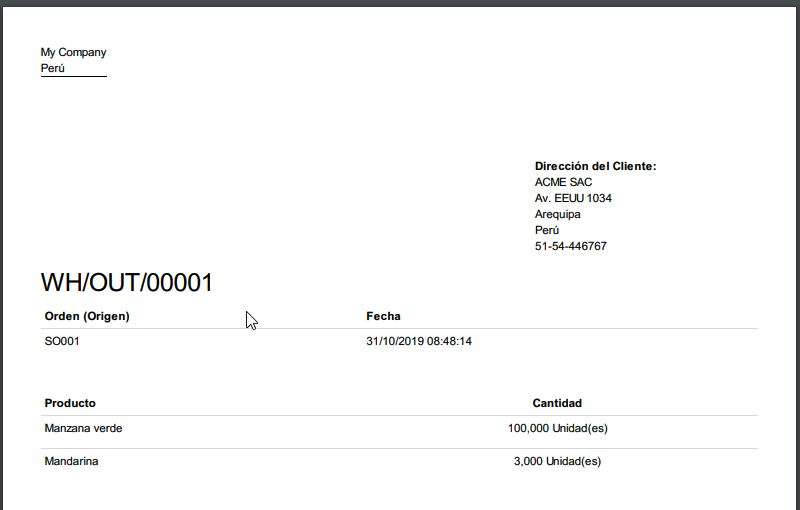 My Company
Perú
Dirección del Cliente:
ACME SAC
Av. EEUU 1034
Arequipa
Perú
51-54-446767
WH/OUT/00001
Orden (Origen) Fecha
SO001 31/10/2019 08:48:14
Producto Cantidad
Manzana verde 100,000 Unidad(es)
Mandarina 3,000 Unidad(es)